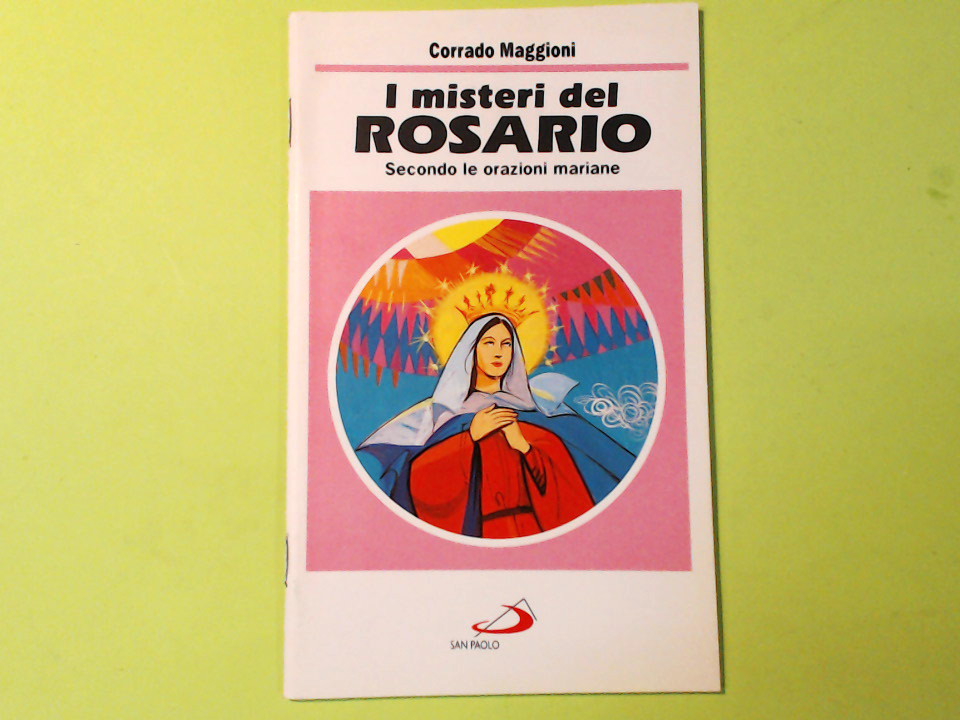 Corrado Maggioni
I misteri del
ROSARIO
Secondo le orazioni mariane
SAN PAOLO